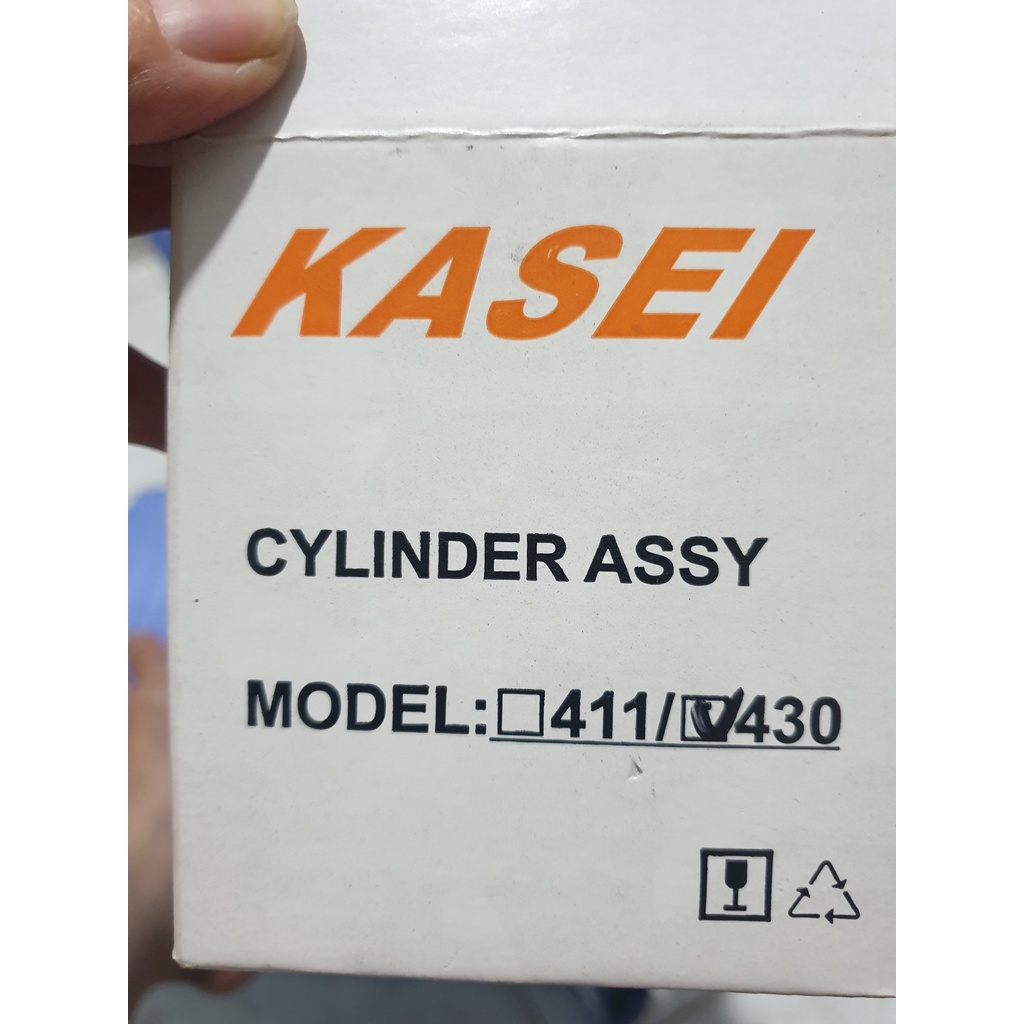 KASEI
CYLINDER ASSY
MODEL:☐411/☑430